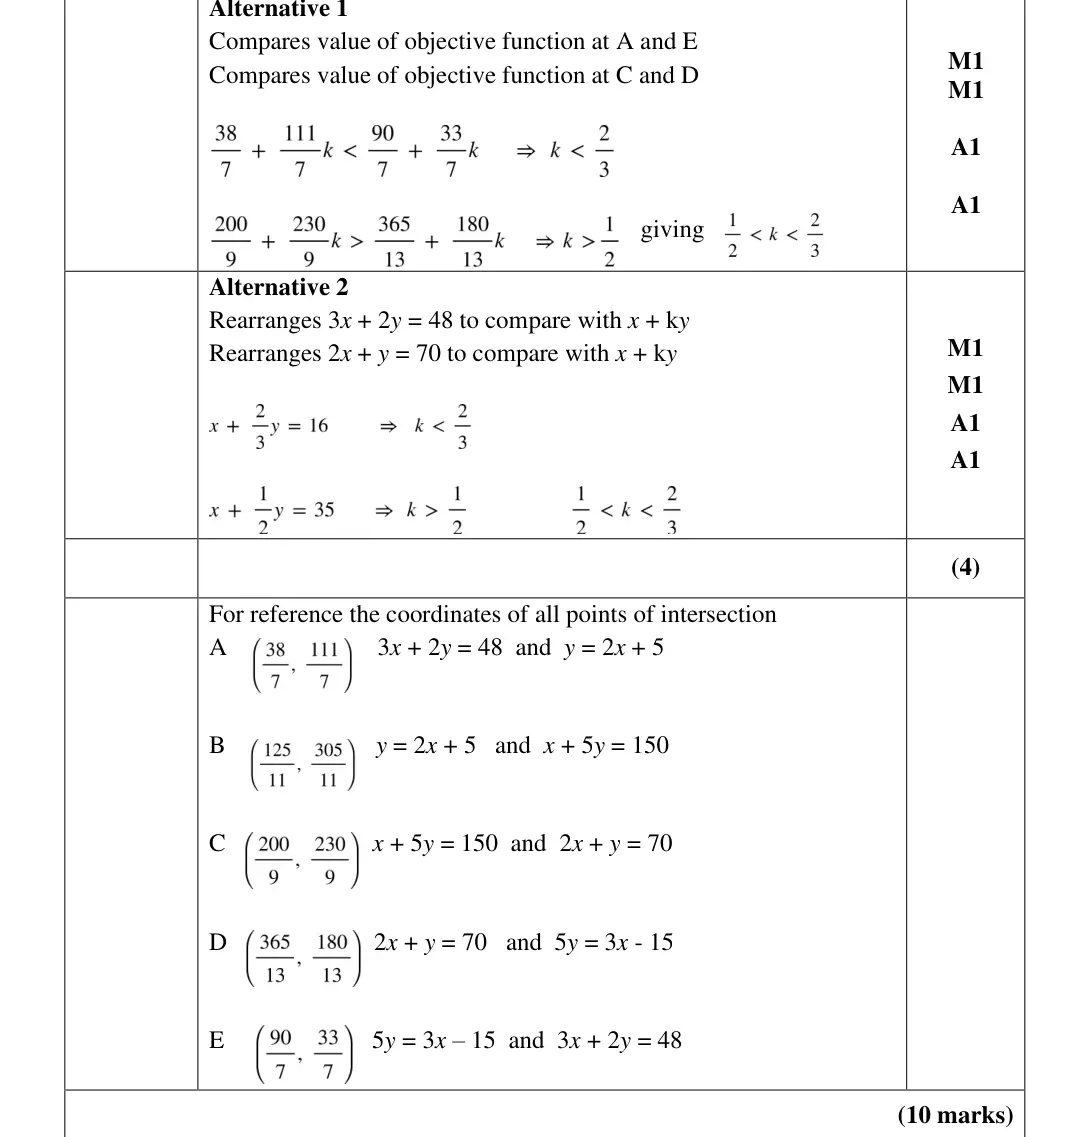 Alternative 1
Compares value of objective function at A and E
Compares value of objective function at C and D
M1
M1
38/7 + 111/7 k < 90/7 + 33/7 k ⇒ k < 2/3
A1
200/9 + 230/9 k > 365/13 + 180/13 k ⇒ k > 1/2 giving 1/2 < k < 2/3
A1
Alternative 2
Rearranges 3x + 2y = 48 to compare with x + ky
Rearranges 2x + y = 70 to compare with x + ky
M1
M1
x + 2/3 y = 16 ⇒ k < 2/3
A1
A1
x + 1/2 y = 35 ⇒ k > 1/2 1/2 < k < 2/3
(4)
For reference the coordinates of all points of intersection
A (38/7, 111/7) 3x + 2y = 48 and y = 2x + 5
B (125/11, 305/11) y = 2x + 5 and x + 5y = 150
C (200/9, 230/9) x + 5y = 150 and 2x + y = 70
D (365/13, 180/13) 2x + y = 70 and 5y = 3x - 15
E (90/7, 33/7) 5y = 3x – 15 and 3x + 2y = 48
(10 marks)